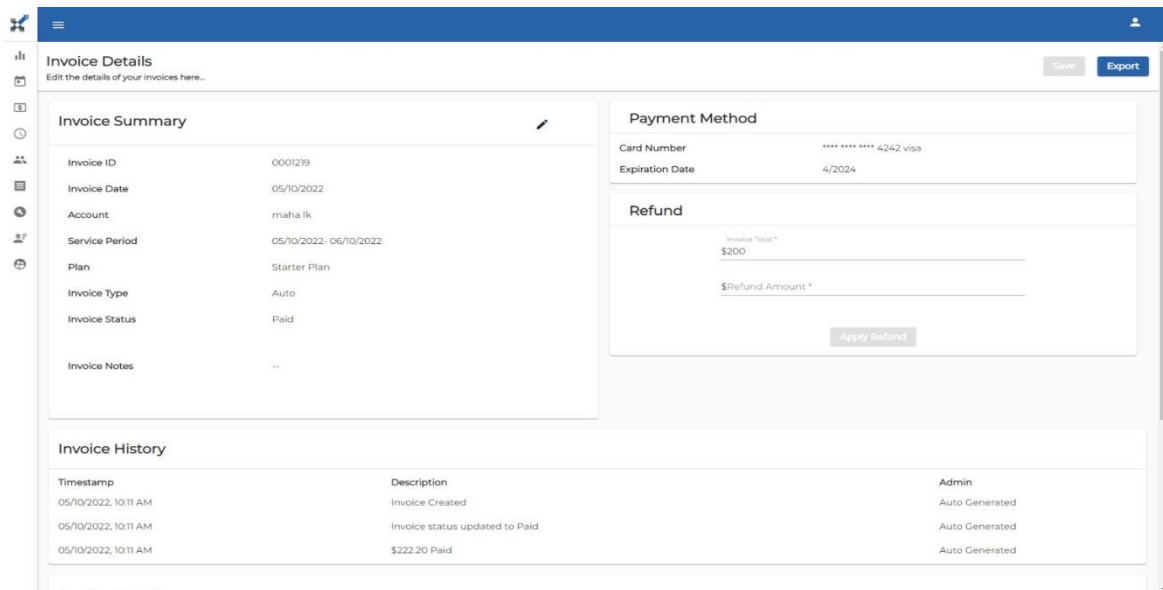 Invoice Details
Edit the details of your invoices here...
Save
Export
Invoice Summary
Invoice ID 0001219
Invoice Date 05/10/2022
Account maha lk
Service Period 05/10/2022- 06/10/2022
Plan Starter Plan
Invoice Type Auto
Invoice Status Paid
Invoice Notes --
Payment Method
Card Number **** **** **** 4242 visa
Expiration Date 4/2024
Refund
Invoice Total *
$200
$Refund Amount *
Apply Refund
Invoice History
Timestamp Description Admin
05/10/2022, 10:11 AM Invoice Created Auto Generated
05/10/2022, 10:11 AM Invoice status updated to Paid Auto Generated
05/10/2022, 10:11 AM $222.20 Paid Auto Generated